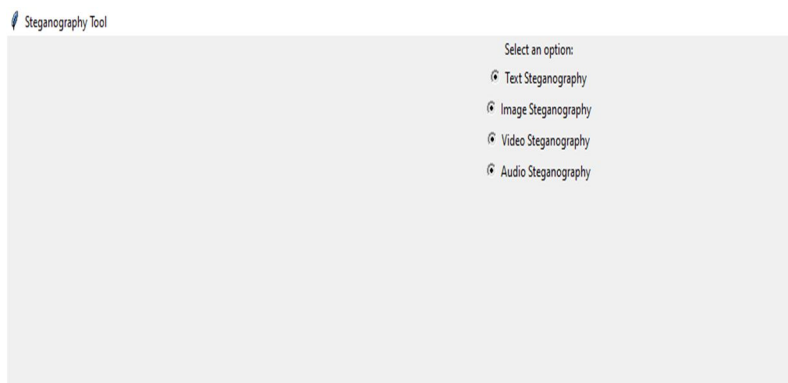 Steganography Tool
Select an option:
Text Steganography
Image Steganography
Video Steganography
Audio Steganography